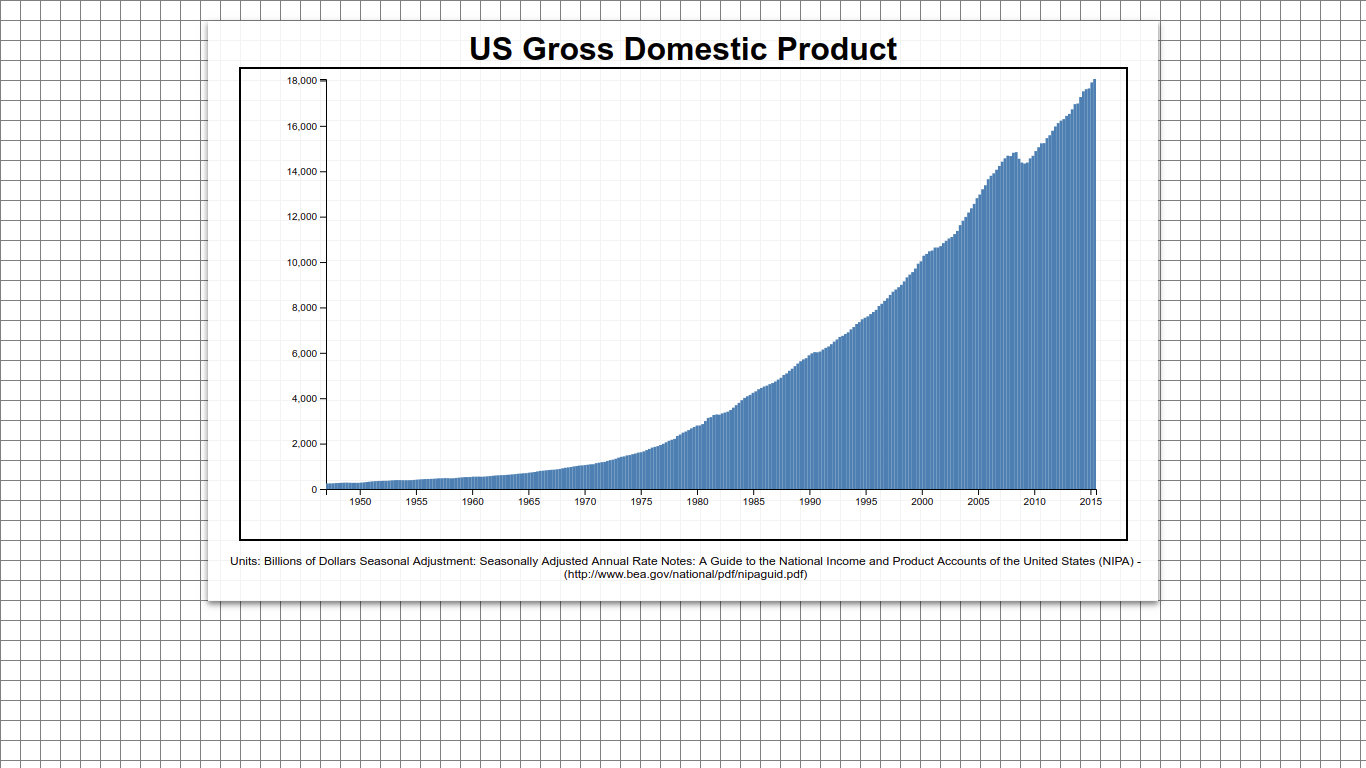 US Gross Domestic Product
18,000
16,000
14,000
12,000
10,000
8,000
6,000
4,000
2,000
0
1950 1955 1960 1965 1970 1975 1980 1985 1990 1995 2000 2005 2010 2015
Units: Billions of Dollars Seasonal Adjustment: Seasonally Adjusted Annual Rate Notes: A Guide to the National Income and Product Accounts of the United States (NIPA) -
(http://www.bea.gov/national/pdf/nipaguid.pdf)